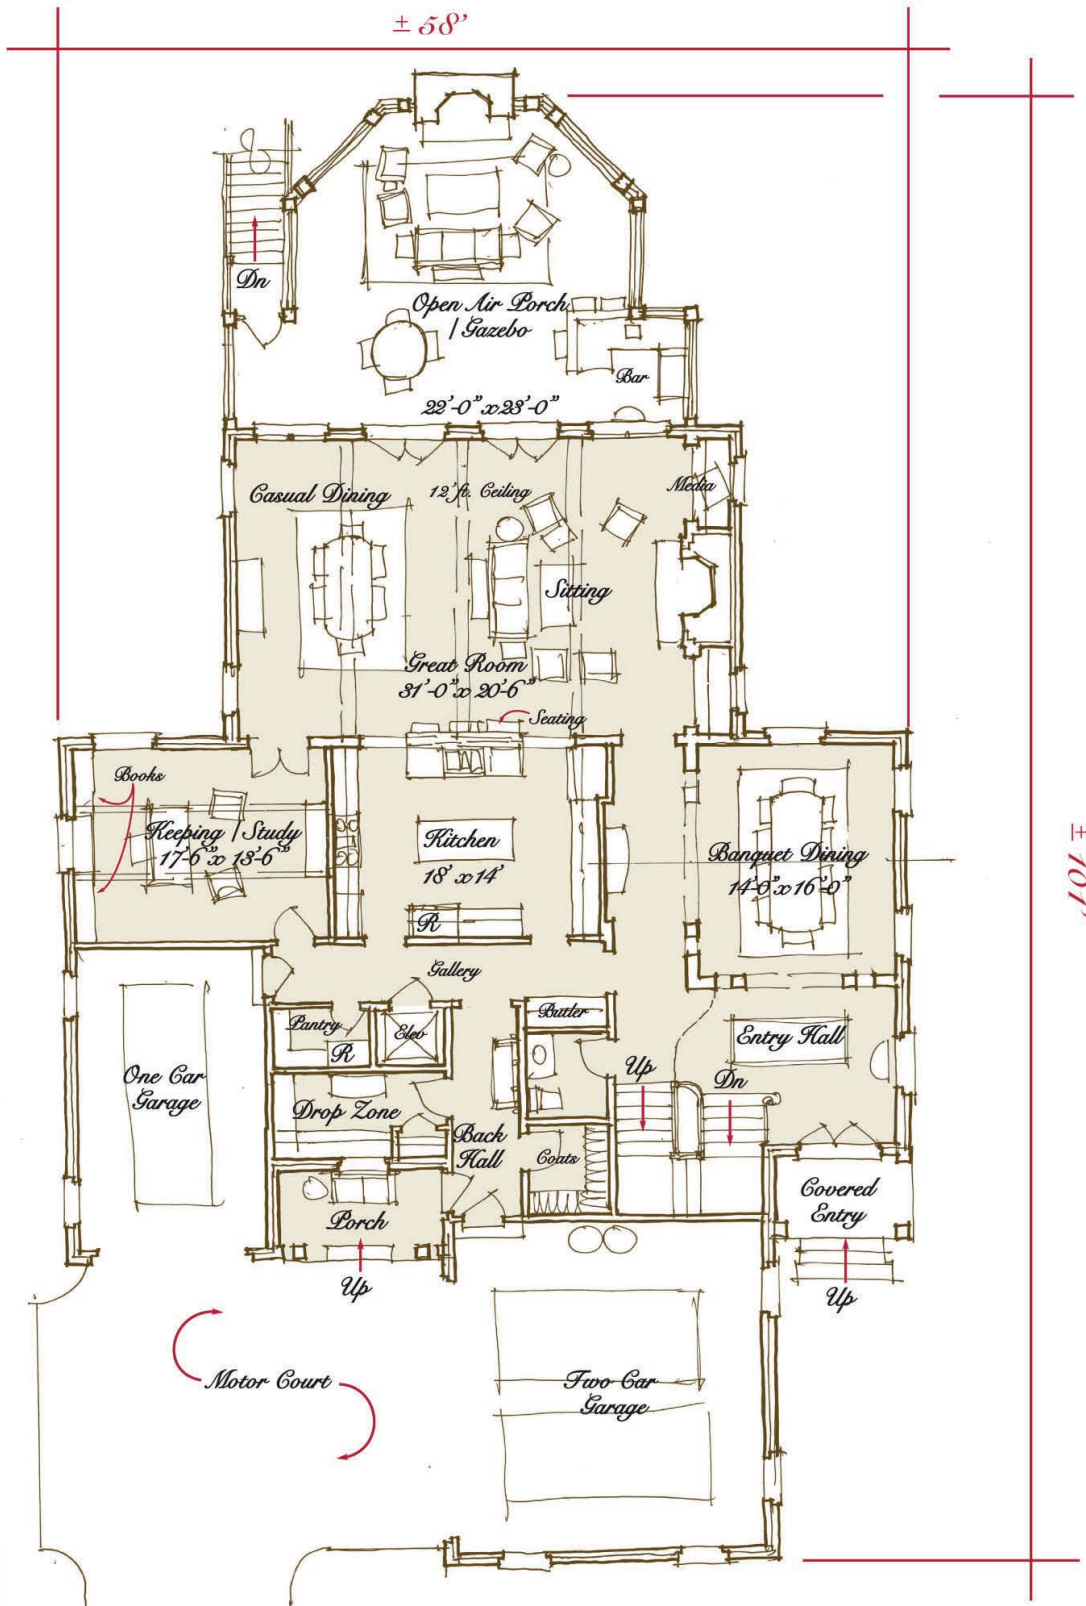 ± 58'
Dn
Open Air Porch
/ Gazebo
Bar
22'-0" x 23'-0"
Casual Dining
12' ft. Ceiling
Media
Sitting
Great Room
31'-0" x 20'-6"
Seating
Books
Keeping / Study
17'-6" x 13'-6"
Kitchen
18' x 14'
R
Banquet Dining
14'-0" x 16'-0"
Gallery
Pantry
R
Elev
Butler
Entry Hall
Up
Dn
One Car
Garage
Drop Zone
Back
Hall
Coats
Covered
Entry
Porch
Up
Up
Motor Court
Two Car
Garage